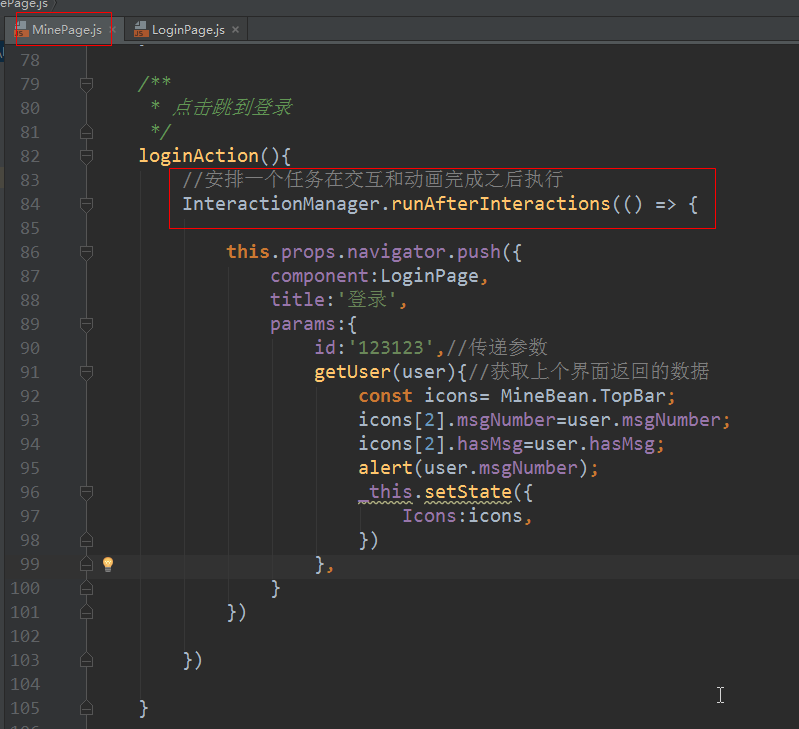 ePage.js
MinePage.js × LoginPage.js ×
78
79 /**
80 * 点击跳到登录
81 */
82 loginAction(){
83 //安排一个任务在交互和动画完成之后执行
84 InteractionManager.runAfterInteractions(() => {
85
86 this.props.navigator.push({
87 component:LoginPage,
88 title:'登录',
89 params:{
90 id:'123123',//传递参数
91 getUser(user){//获取上个界面返回的数据
92 const icons= MineBean.TopBar;
93 icons[2].msgNumber=user.msgNumber;
94 icons[2].hasMsg=user.hasMsg;
95 alert(user.msgNumber);
96 _this.setState({
97 Icons:icons,
98 })
99 },
100 }
101 })
102
103 })
104
105 }